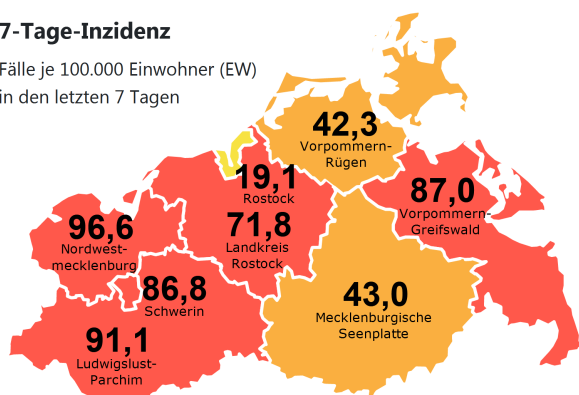 7-Tage-Inzidenz
Fälle je 100.000 Einwohner (EW)
in den letzten 7 Tagen
42,3
Vorpommern-
Rügen
19,1
Rostock
87,0
Vorpommern-
Greifswald
96,6
Nordwest-
mecklenburg
71,8
Landkreis
Rostock
86,8
Schwerin
43,0
Mecklenburgische
Seenplatte
91,1
Ludwigslust-
Parchim